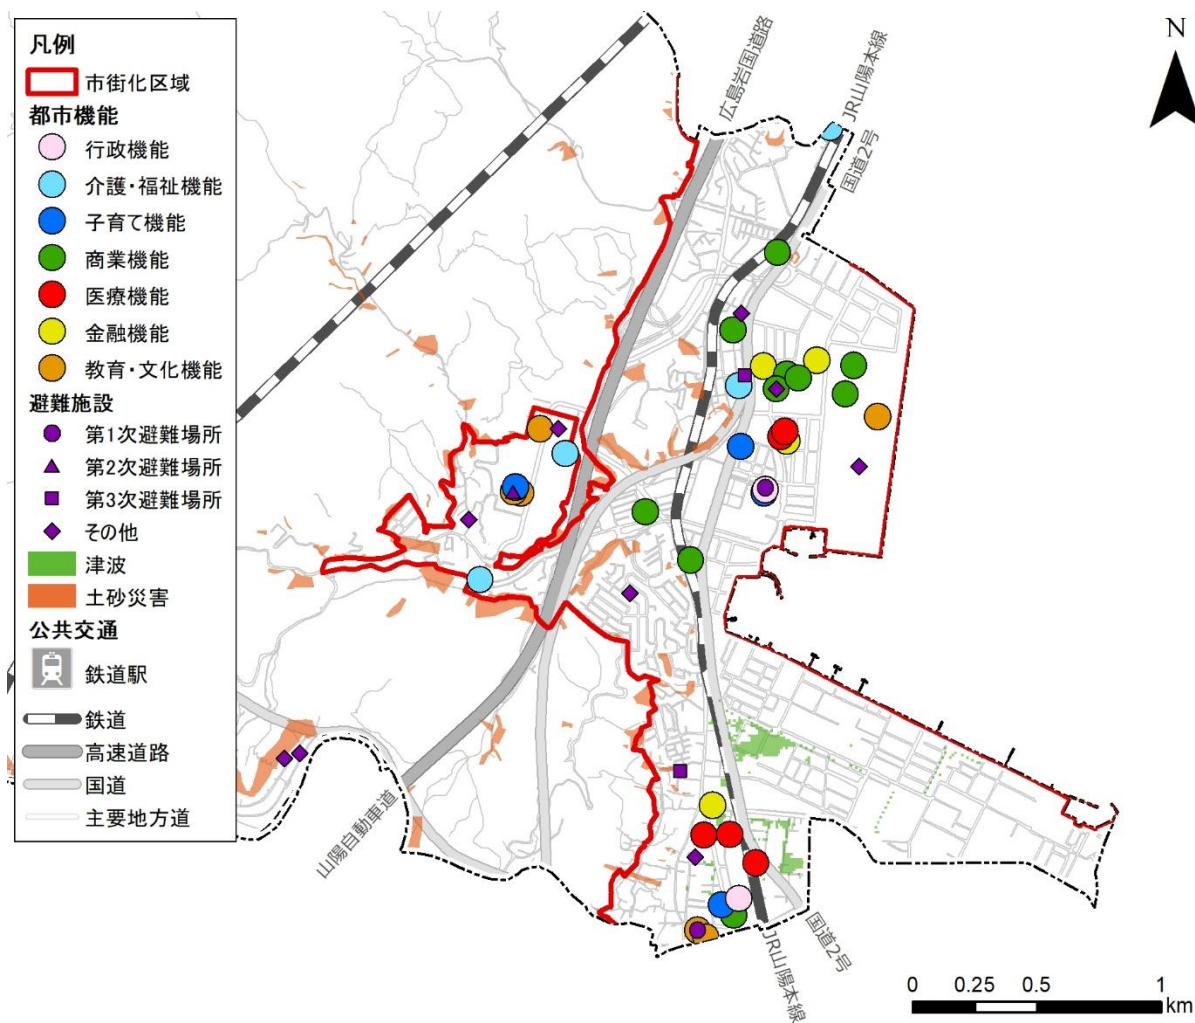 凡例
市街化区域
都市機能
行政機能
介護・福祉機能
子育て機能
商業機能
医療機能
金融機能
教育・文化機能
避難施設
第1次避難場所
第2次避難場所
第3次避難場所
その他
津波
土砂災害
公共交通
鉄道駅
鉄道
高速道路
国道
主要地方道
広島岩国道路
JR山陽本線
国道2号
N
山陽自動車道
国道2号
JR山陽本線
0 0.25 0.5 1
km